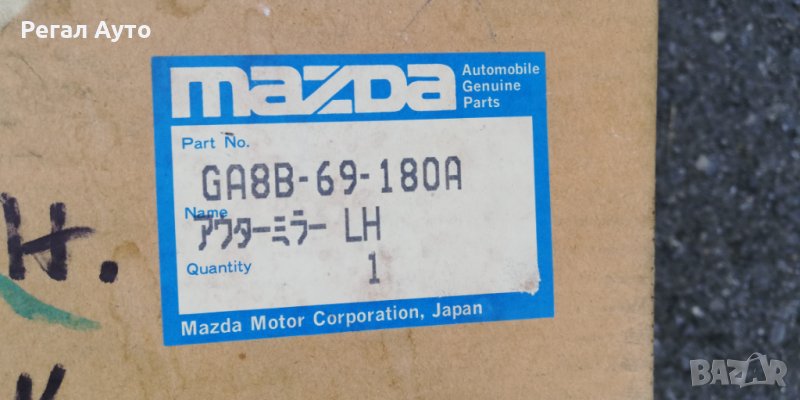 Регал Ауто
mazda
Automobile
Genuine
Parts
Part No.
GA8B-69-180A
Name
アウターミラー LH
Quantity
1
Mazda Motor Corporation, Japan
H.
BAZAR